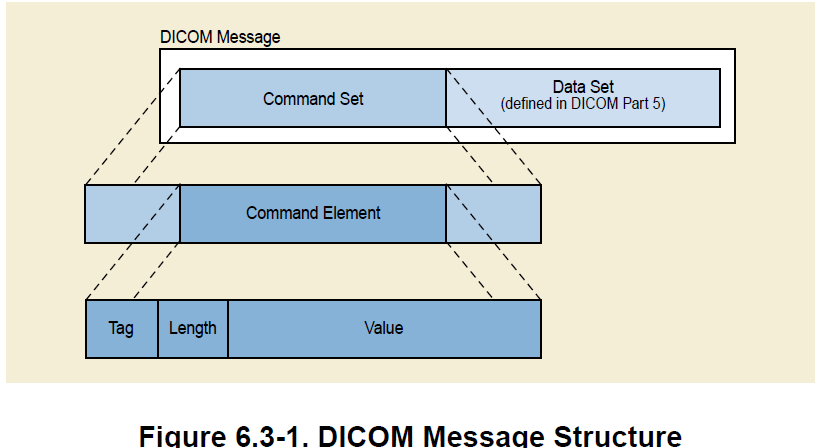 DICOM Message
Command Set
Data Set
(defined in DICOM Part 5)
Command Element
Tag
Length
Value
Figure 6.3-1. DICOM Message Structure